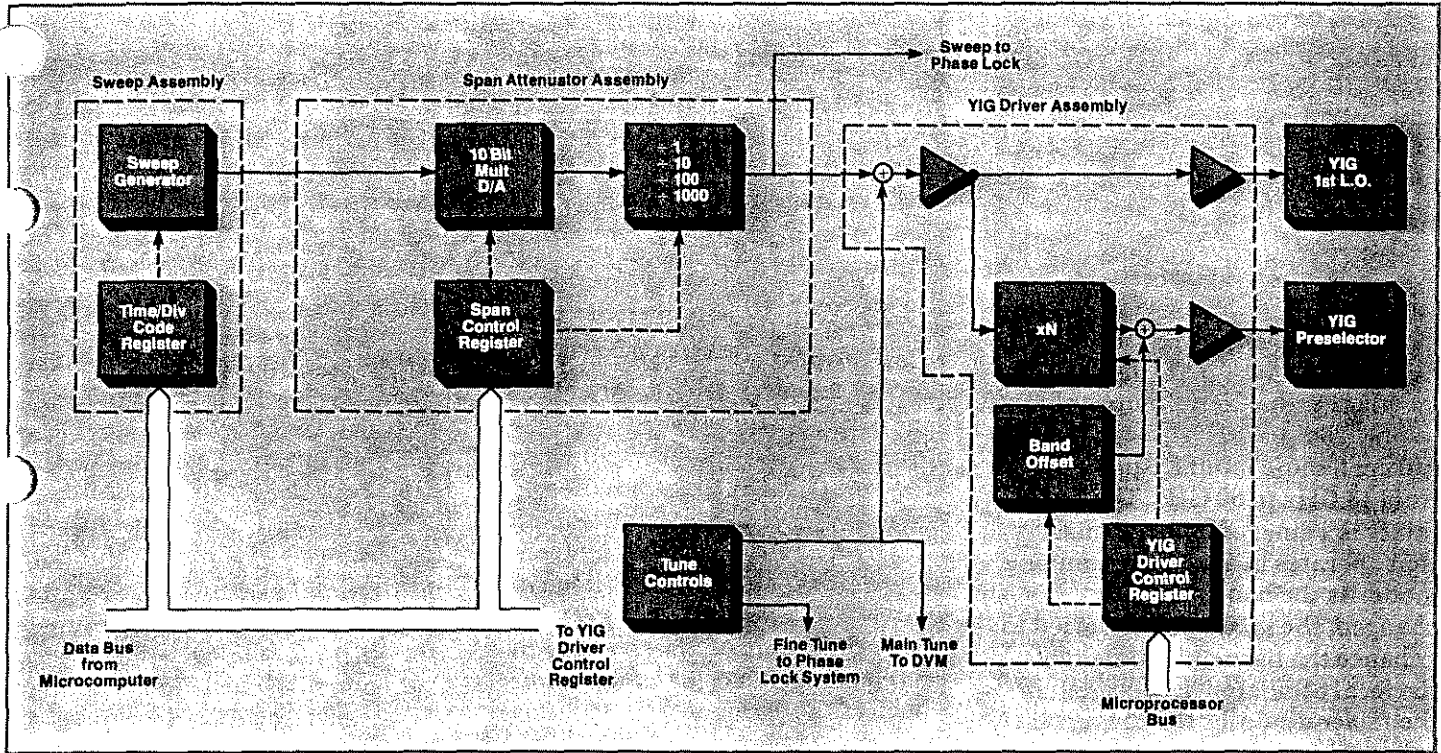 Sweep to
Phase Lock
Sweep Assembly
Span Attenuator Assembly
YIG Driver Assembly
Sweep
Generator
10 Bit
Mult
D/A
÷ 1
÷ 10
÷ 100
÷ 1000
YIG
1st L.O.
Time/Div
Code
Register
Span
Control
Register
xN
YIG
Preselector
Band
Offset
Tune
Controls
YIG
Driver
Control
Register
Data Bus
from
Microcomputer
To YIG
Driver
Control
Register
Fine Tune
to Phase
Lock System
Main Tune
To DVM
Microprocessor
Bus